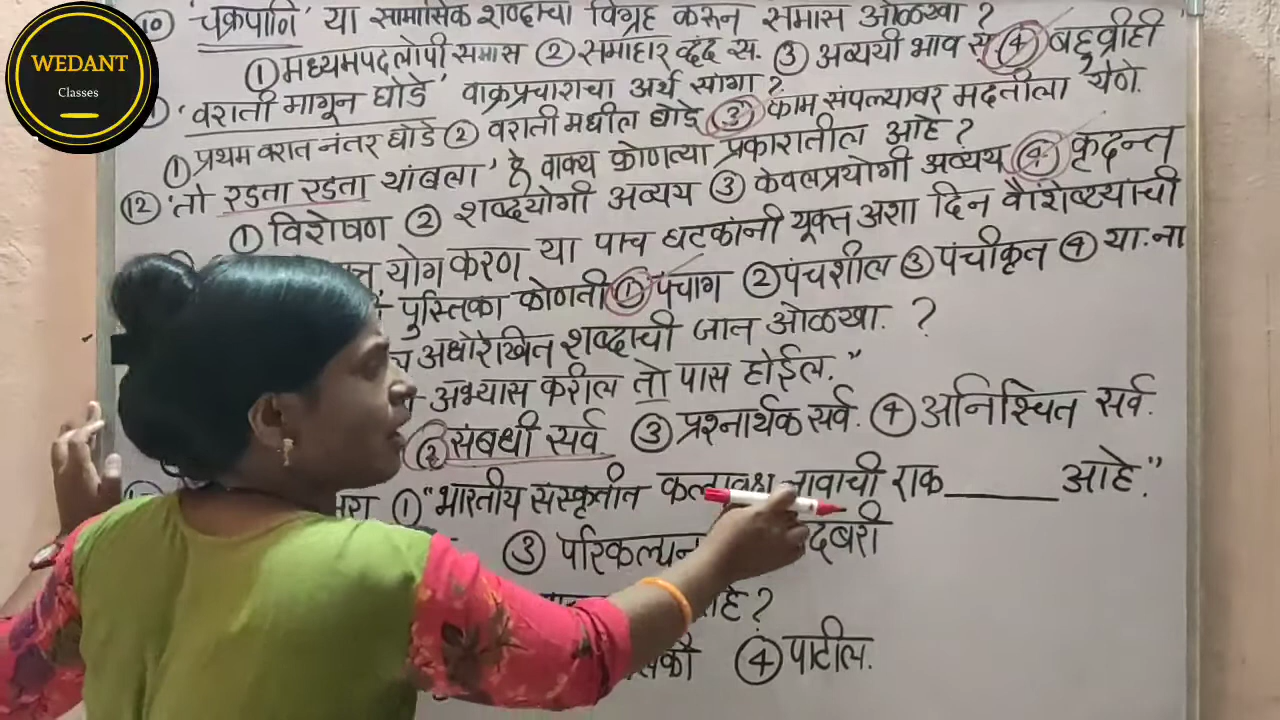 WEDANT
Classes
१० 'चक्रपाणि' या सामासिक शब्दाचा विग्रह करून समास ओळखा ?
① मध्यमपदलोपी समास ② समाहार द्वंद स. ③ अव्ययी भाव स. ④ बहुव्रीही
'वराती मागून घोडे' वाक्प्रचाराचा अर्थ सांगा ?
① प्रथम वरात नंतर घोडे ② वराती मधील घोडे ③ काम संपल्यावर मदतीला येणे.
⑫ 'तो रडता रडता थांबला' हे वाक्य कोणत्या प्रकारातील आहे ?
① विशेषण ② शब्दयोगी अव्यय ③ केवलप्रयोगी अव्यय ④ कृदन्त
योग करण या पाच घटकांनी यूक्त अशा दिन वैशिष्ट्यांची
पुस्तिका कोणती ① पंचाग ② पंचशील ③ पंचीकृत ④ या.ना
अधोरेखित शब्दाची जात ओळखा. ?
अभ्यास करील तो पास होईल."
② संबधी सर्व ③ प्रश्नार्थक सर्व. ④ अनिश्चित सर्व.
① "भारतीय संस्कृतीत नावाची राक_____ आहे."
③
आहे?
④ पाटील.